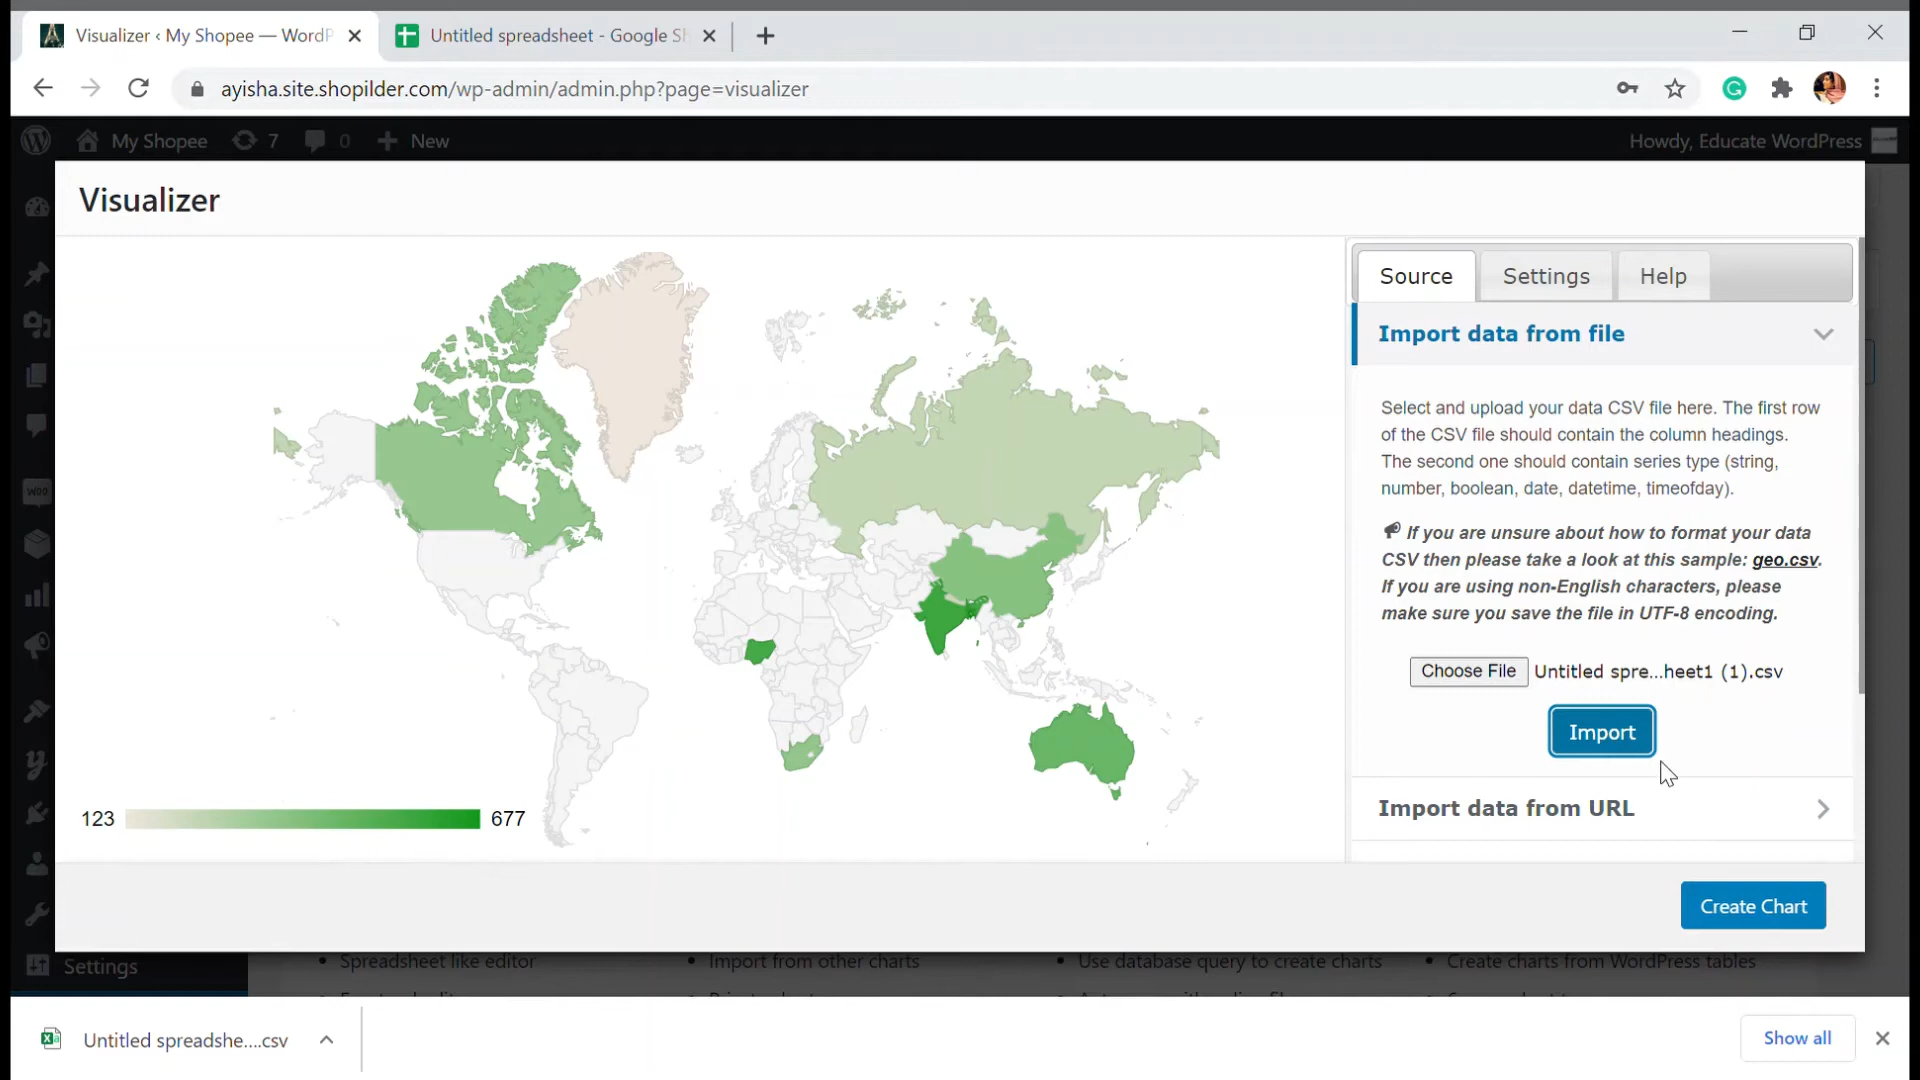 Visualizer ‹ My Shopee — WordP
Untitled spreadsheet - Google Sh
ayisha.site.shopilder.com/wp-admin/admin.php?page=visualizer
My Shopee 7 0 New
Howdy, Educate WordPress
Visualizer
Source Settings Help
Import data from file
Select and upload your data CSV file here. The first row
of the CSV file should contain the column headings.
The second one should contain series type (string,
number, boolean, date, datetime, timeofday).
If you are unsure about how to format your data
CSV then please take a look at this sample: geo.csv.
If you are using non-English characters, please
make sure you save the file in UTF-8 encoding.
Choose File Untitled spre...heet1 (1).csv
Import
Import data from URL
123 677
Create Chart
Settings
Spreadsheet like editor
Import from other charts
Use database query to create charts
Create charts from WordPress tables
Untitled spreadshe....csv
Show all